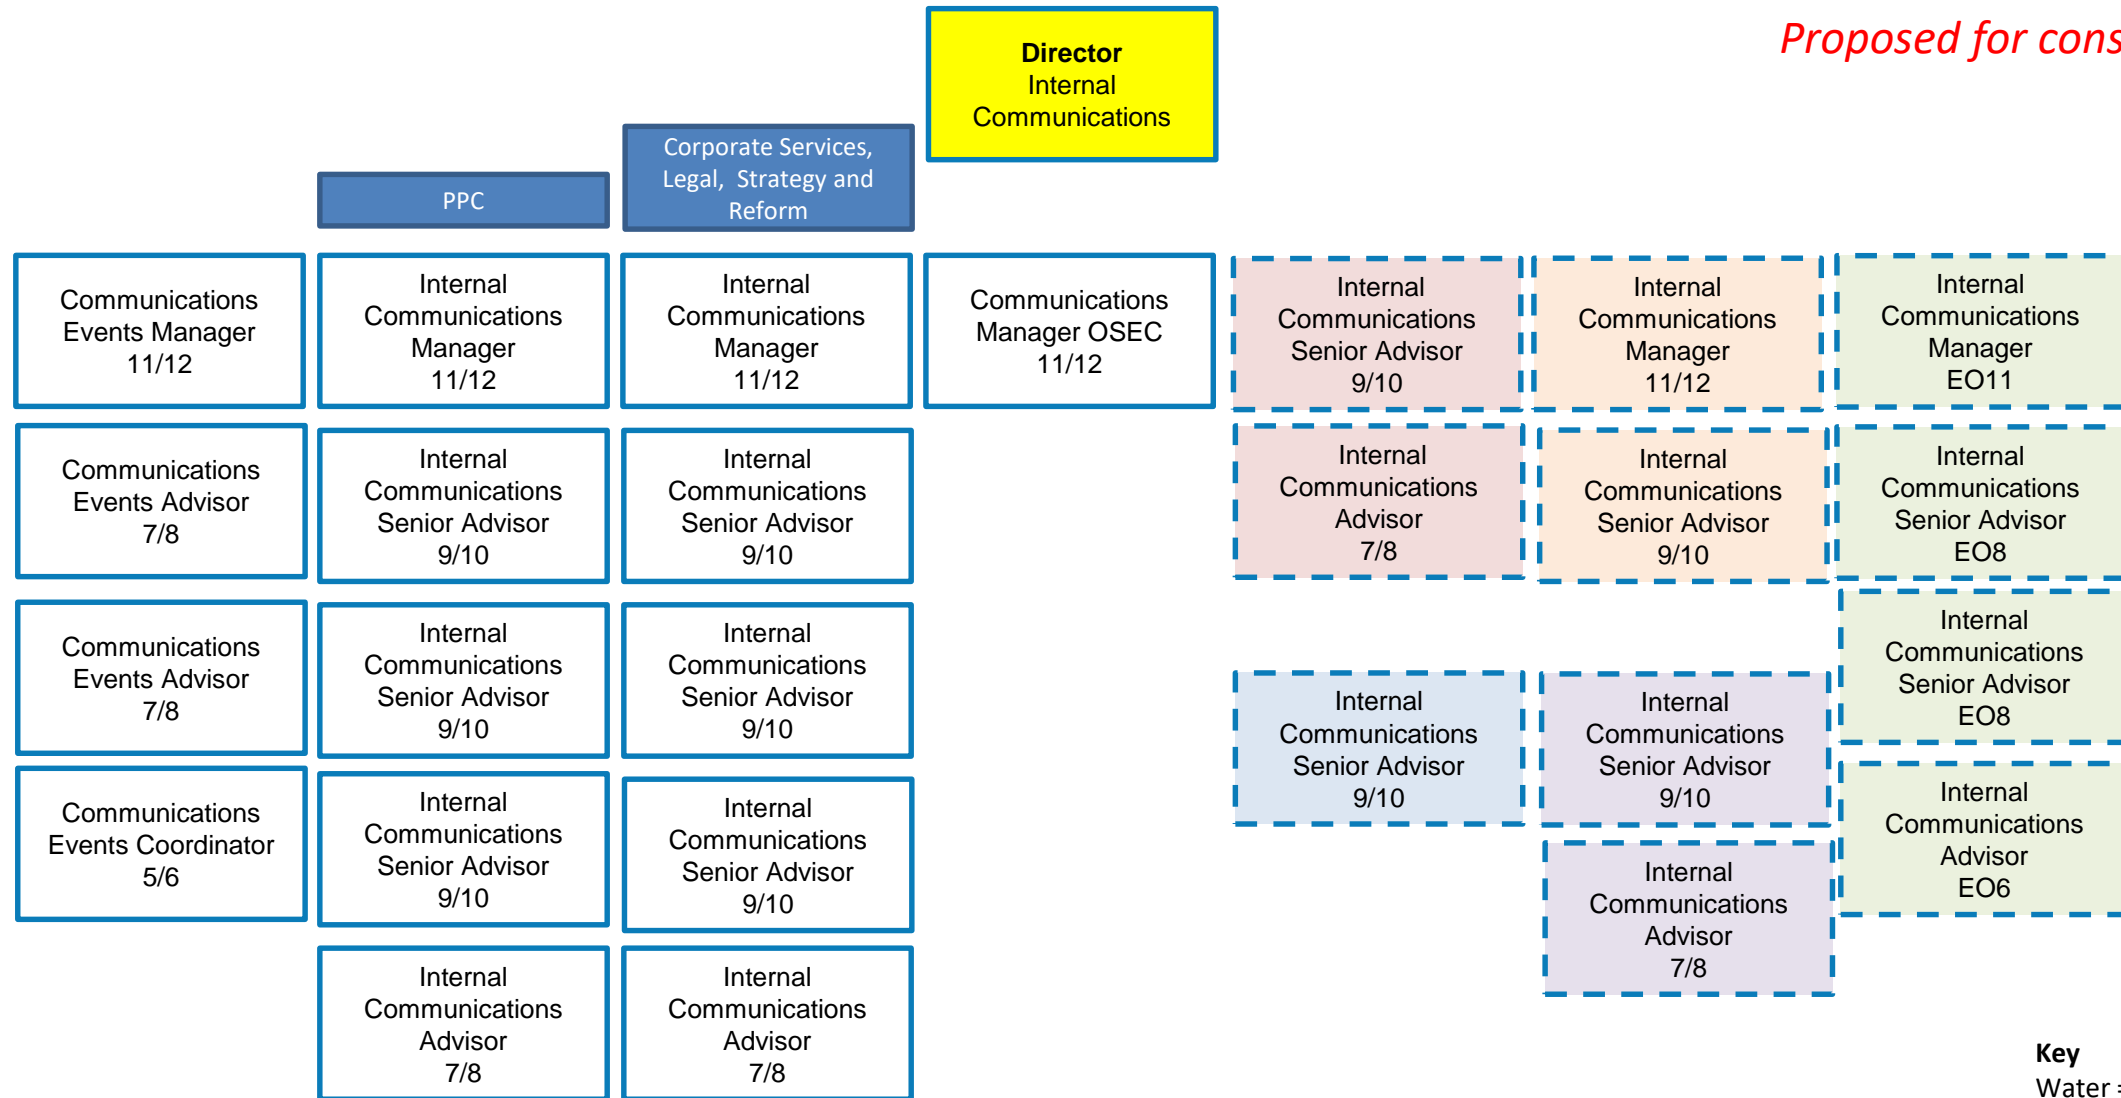 Proposed for cons
Director
Internal
Communications
PPC
Corporate Services,
Legal, Strategy and
Reform
Communications
Events Manager
11/12
Internal
Communications
Manager
11/12
Internal
Communications
Manager
11/12
Communications
Manager OSEC
11/12
Internal
Communications
Senior Advisor
9/10
Internal
Communications
Manager
11/12
Internal
Communications
Manager
EO11
Communications
Events Advisor
7/8
Internal
Communications
Senior Advisor
9/10
Internal
Communications
Senior Advisor
9/10
Internal
Communications
Advisor
7/8
Internal
Communications
Senior Advisor
9/10
Internal
Communications
Senior Advisor
EO8
Communications
Events Advisor
7/8
Internal
Communications
Senior Advisor
9/10
Internal
Communications
Senior Advisor
9/10
Internal
Communications
Senior Advisor
9/10
Internal
Communications
Senior Advisor
9/10
Internal
Communications
Senior Advisor
EO8
Communications
Events Coordinator
5/6
Internal
Communications
Senior Advisor
9/10
Internal
Communications
Senior Advisor
9/10
Internal
Communications
Advisor
7/8
Internal
Communications
Advisor
EO6
Internal
Communications
Advisor
7/8
Internal
Communications
Advisor
7/8
Key
Water =